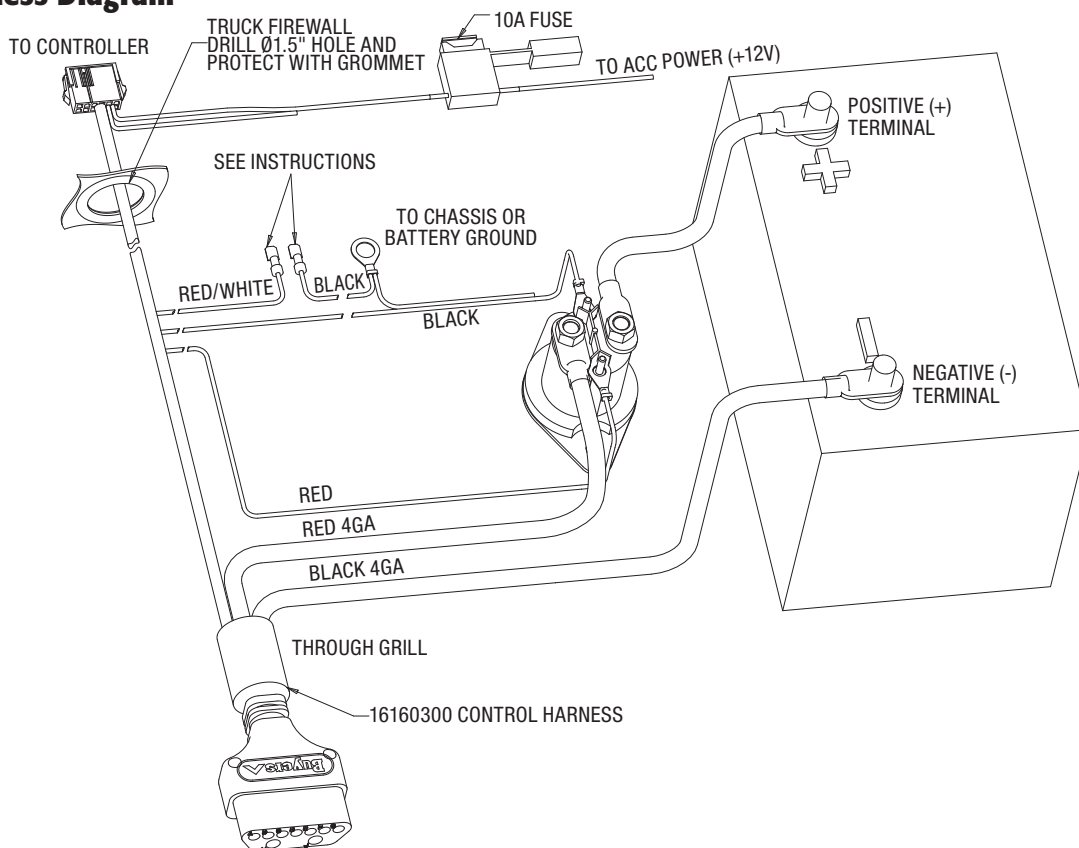 TO CONTROLLER
TRUCK FIREWALL
DRILL Ø1.5" HOLE AND
PROTECT WITH GROMMET
10A FUSE
TO ACC POWER (+12V)
POSITIVE (+)
TERMINAL
SEE INSTRUCTIONS
TO CHASSIS OR
BATTERY GROUND
RED/WHITE
BLACK
BLACK
NEGATIVE (-)
TERMINAL
RED
RED 4GA
BLACK 4GA
THROUGH GRILL
16160300 CONTROL HARNESS
Buyers